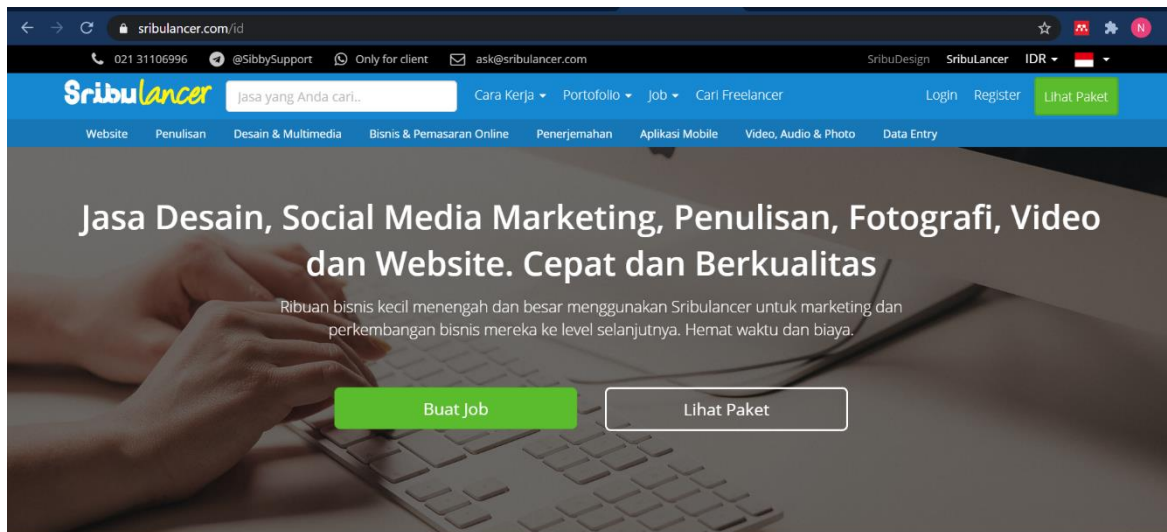 sribulancer.com/id
N
021 31106996 @SibbySupport Only for client ask@sribulancer.com SribuDesign SribuLancer IDR
Sribulancer Jasa yang Anda cari.. Cara Kerja Portofolio Job Cari Freelancer Login Register Lihat Paket
Website Penulisan Desain & Multimedia Bisnis & Pemasaran Online Penerjemahan Aplikasi Mobile Video, Audio & Photo Data Entry
Jasa Desain, Social Media Marketing, Penulisan, Fotografi, Video
dan Website. Cepat dan Berkualitas
Ribuan bisnis kecil menengah dan besar menggunakan Sribulancer untuk marketing dan
perkembangan bisnis mereka ke level selanjutnya. Hemat waktu dan biaya.
Buat Job Lihat Paket